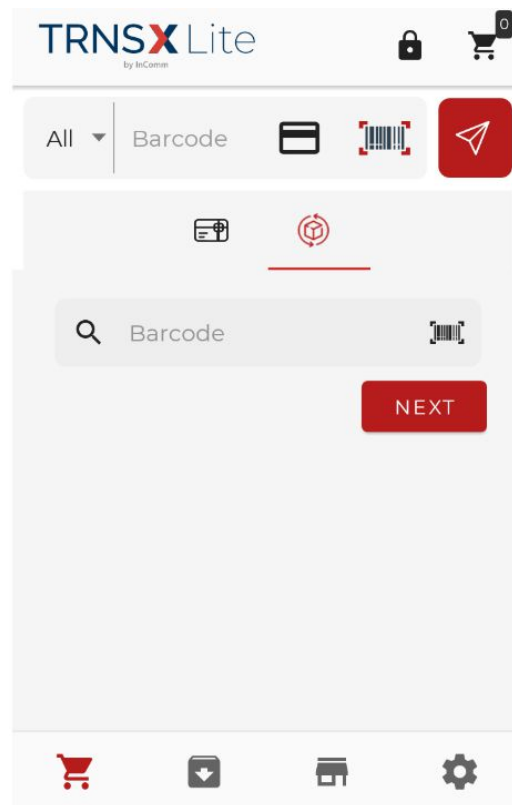 TRNSX Lite
by InComm
0
All
Barcode
Barcode
NEXT